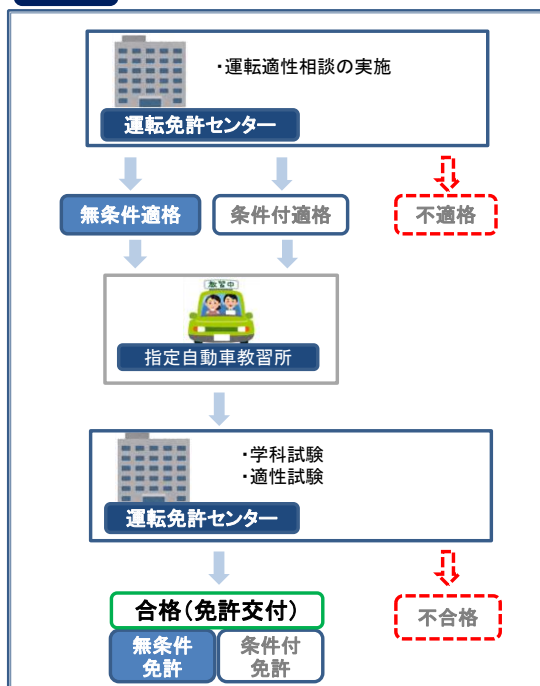 ・運転適性相談の実施
運転免許センター
無条件適格
条件付適格
不適格
教習中
指定自動車教習所
・学科試験
・適性試験
運転免許センター
合格(免許交付)
不合格
無条件
免許
条件付
免許